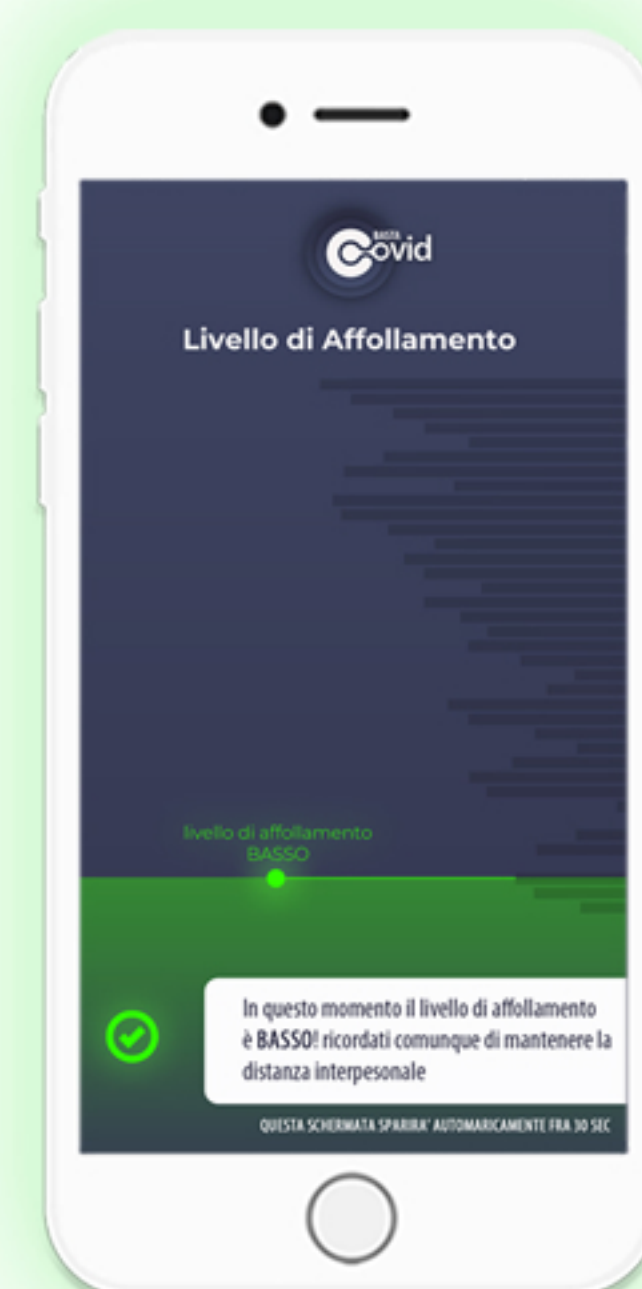 BASTA
Covid
Livello di Affollamento
livello di affollamento
BASSO
In questo momento il livello di affollamento
è BASSO! ricordati comunque di mantenere la
distanza interpesonale
QUESTA SCHERMATA SPARIRA' AUTOMARICAMENTE FRA 30 SEC